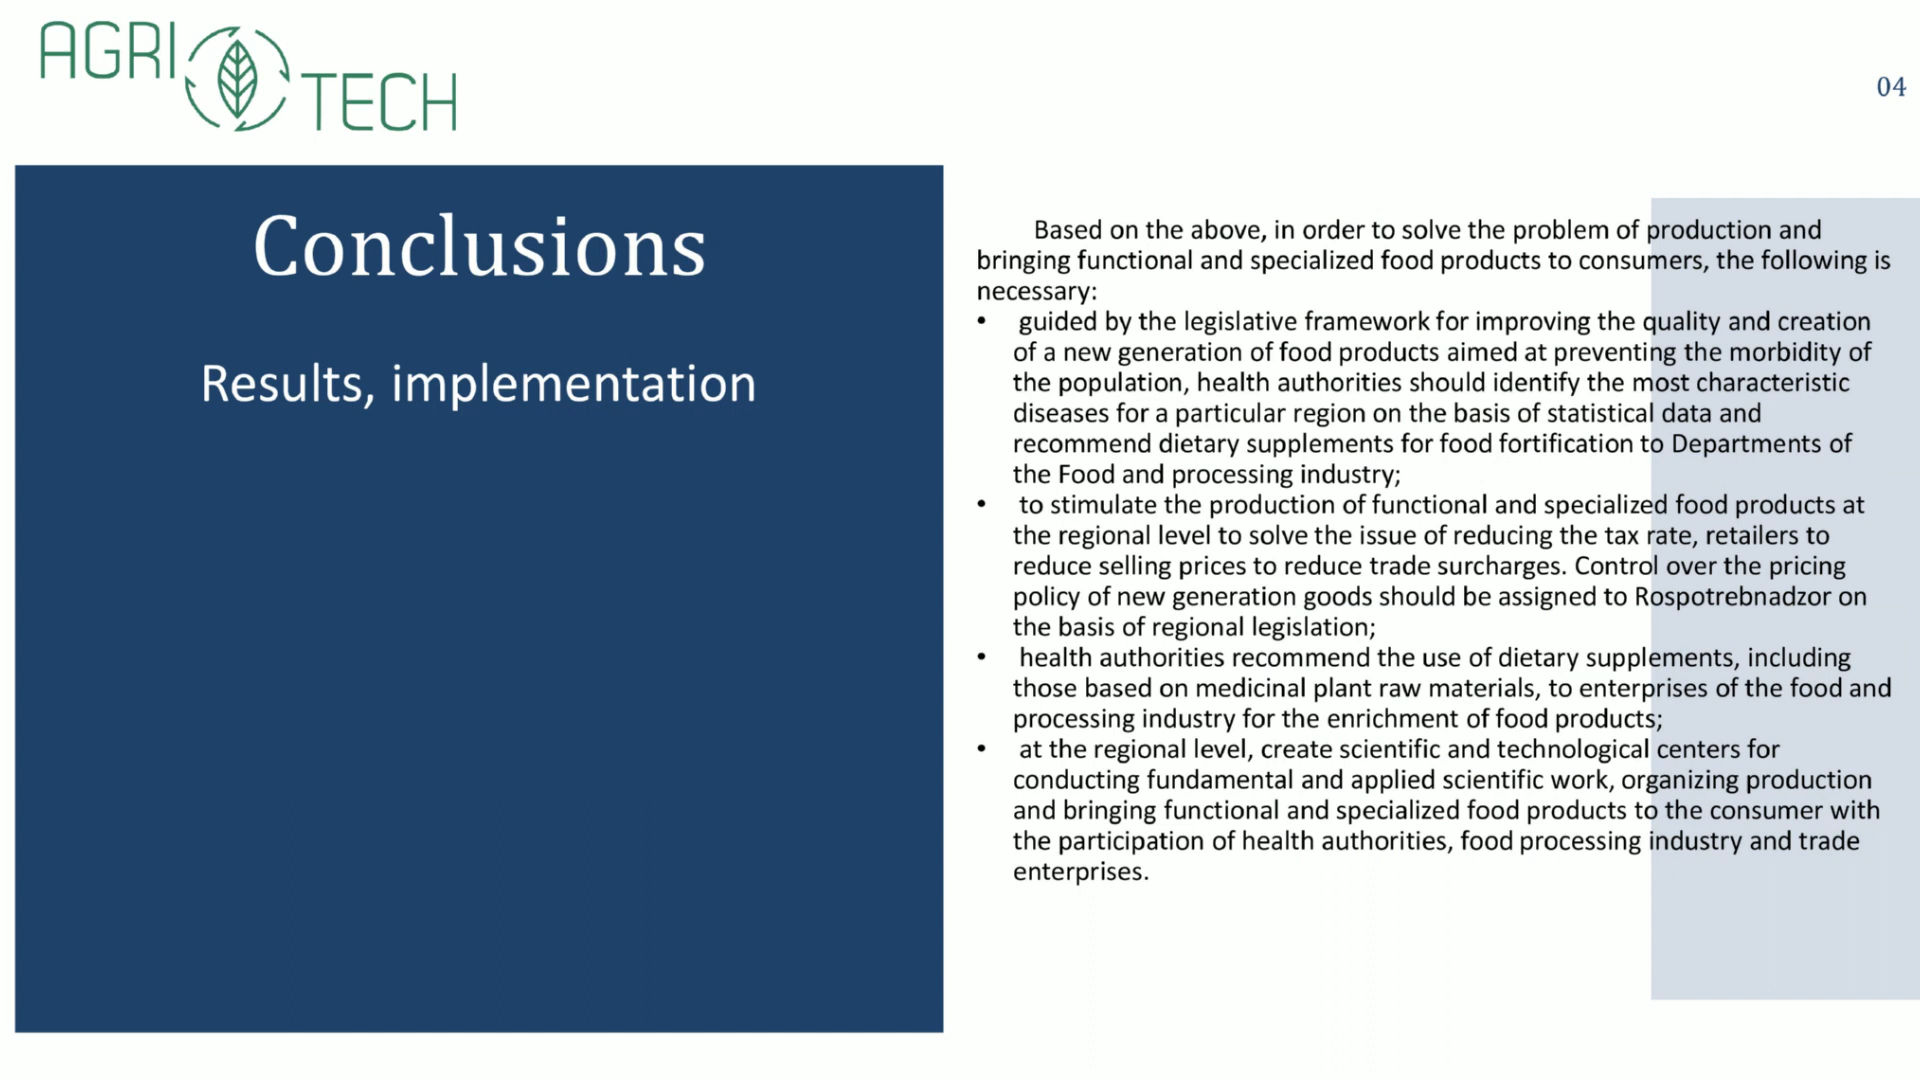 AGRI TECH
04
Conclusions
Results, implementation
Based on the above, in order to solve the problem of production and
bringing functional and specialized food products to consumers, the following is
necessary:
• guided by the legislative framework for improving the quality and creation
of a new generation of food products aimed at preventing the morbidity of
the population, health authorities should identify the most characteristic
diseases for a particular region on the basis of statistical data and
recommend dietary supplements for food fortification to Departments of
the Food and processing industry;
• to stimulate the production of functional and specialized food products at
the regional level to solve the issue of reducing the tax rate, retailers to
reduce selling prices to reduce trade surcharges. Control over the pricing
policy of new generation goods should be assigned to Rospotrebnadzor on
the basis of regional legislation;
• health authorities recommend the use of dietary supplements, including
those based on medicinal plant raw materials, to enterprises of the food and
processing industry for the enrichment of food products;
• at the regional level, create scientific and technological centers for
conducting fundamental and applied scientific work, organizing production
and bringing functional and specialized food products to the consumer with
the participation of health authorities, food processing industry and trade
enterprises.